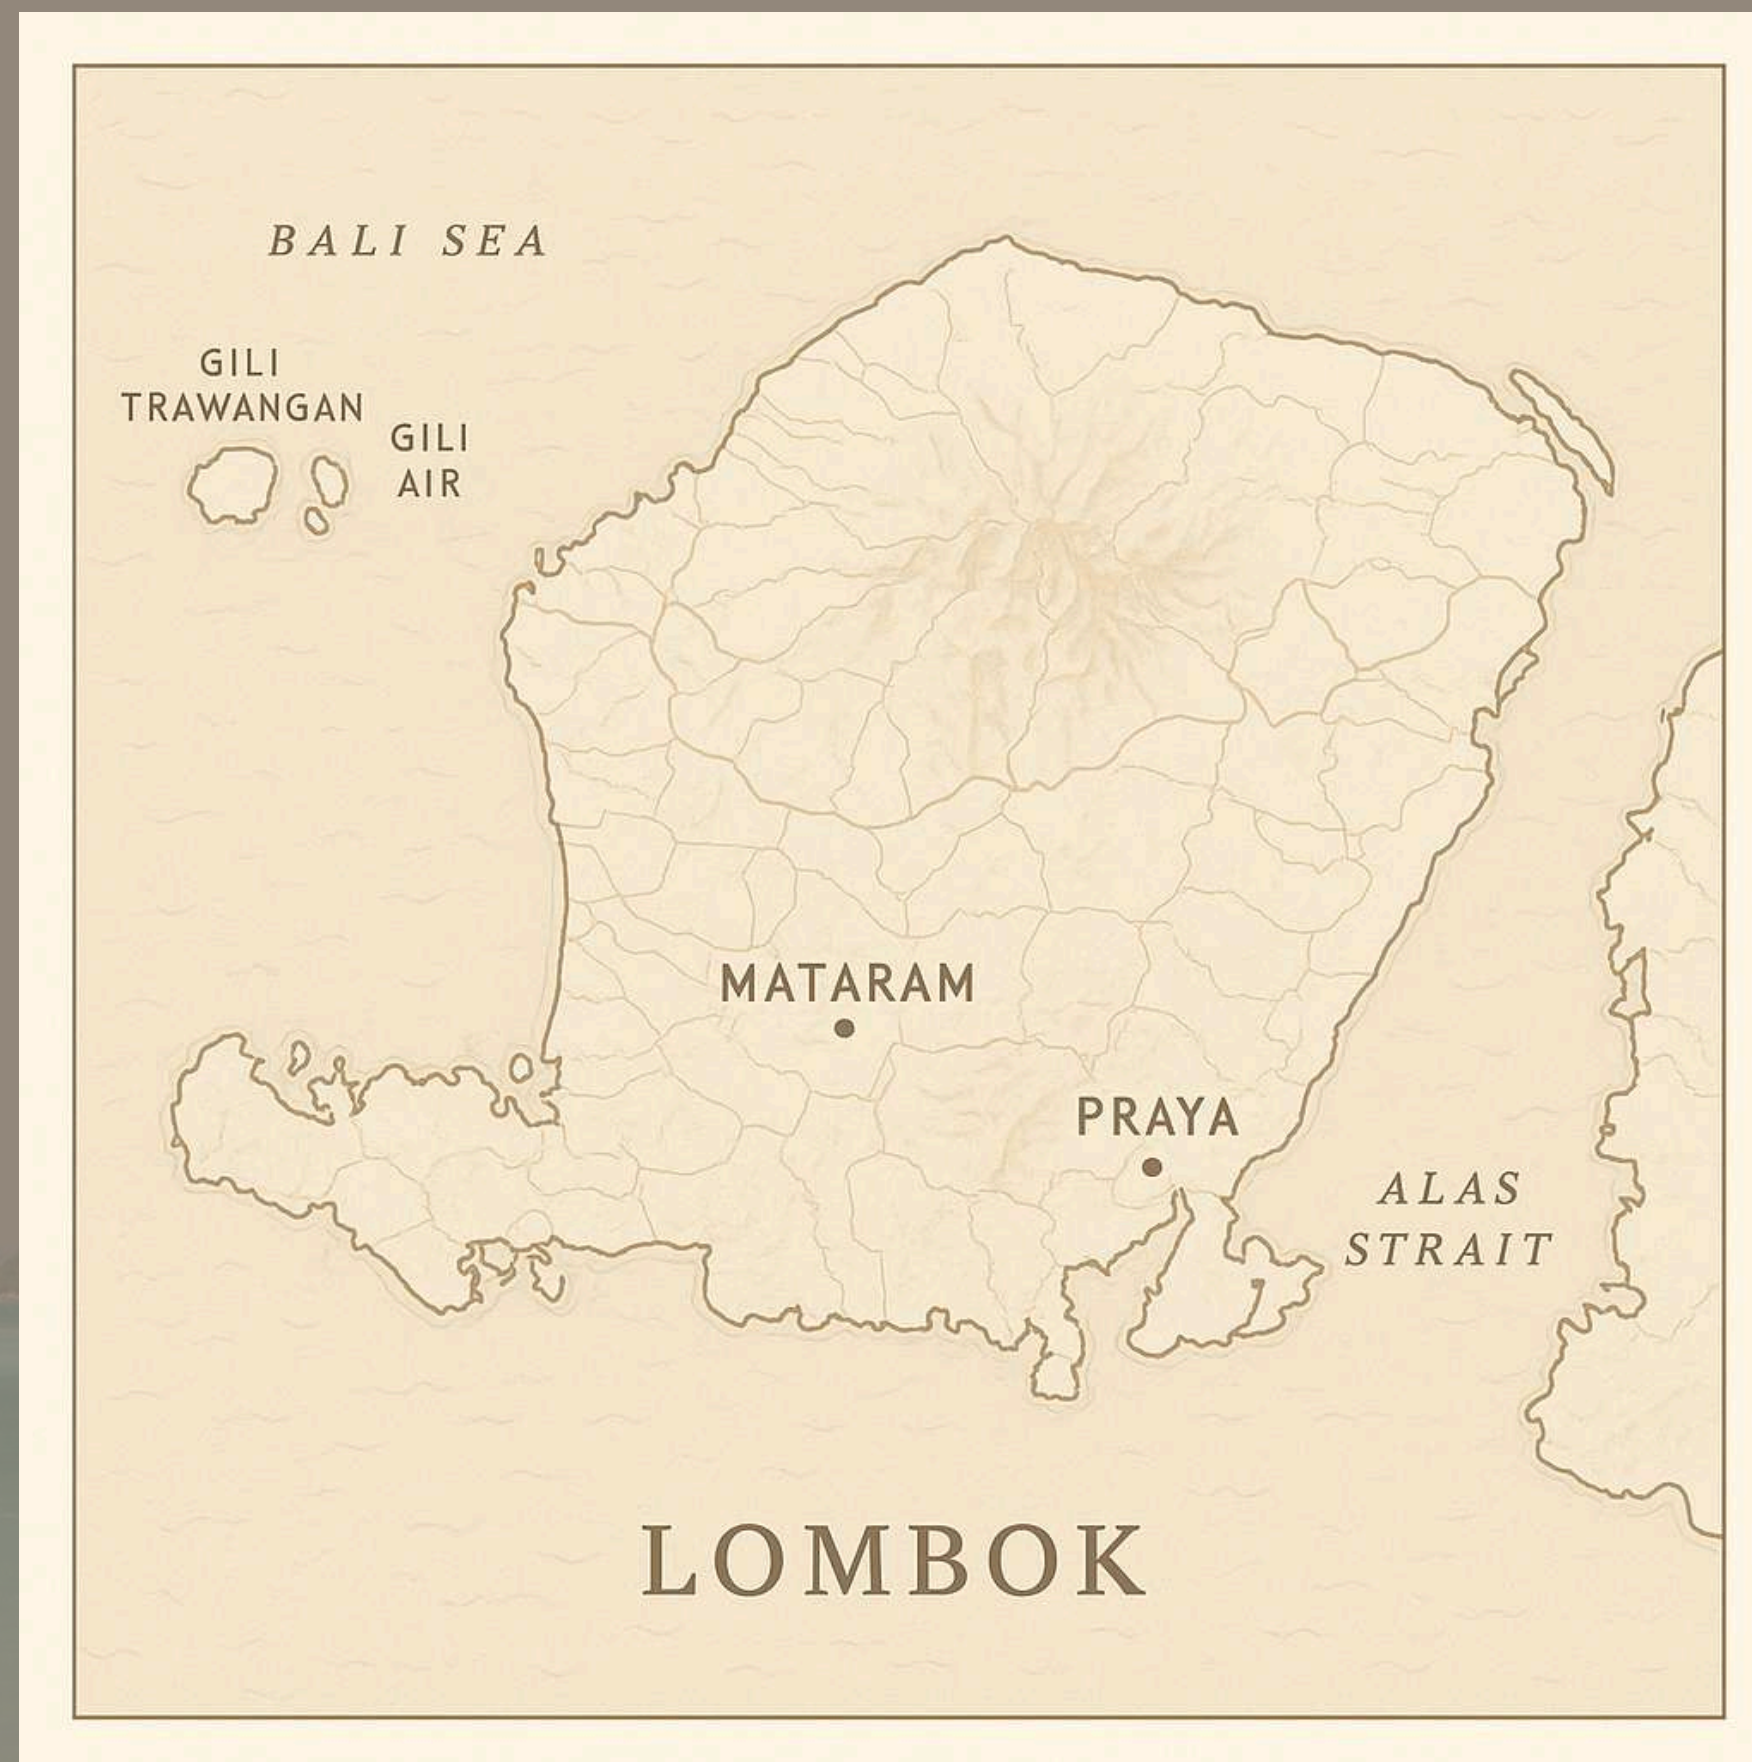 BALI SEA
GILI
TRAWANGAN
GILI
AIR
MATARAM
PRAYA
ALAS
STRAIT
LOMBOK